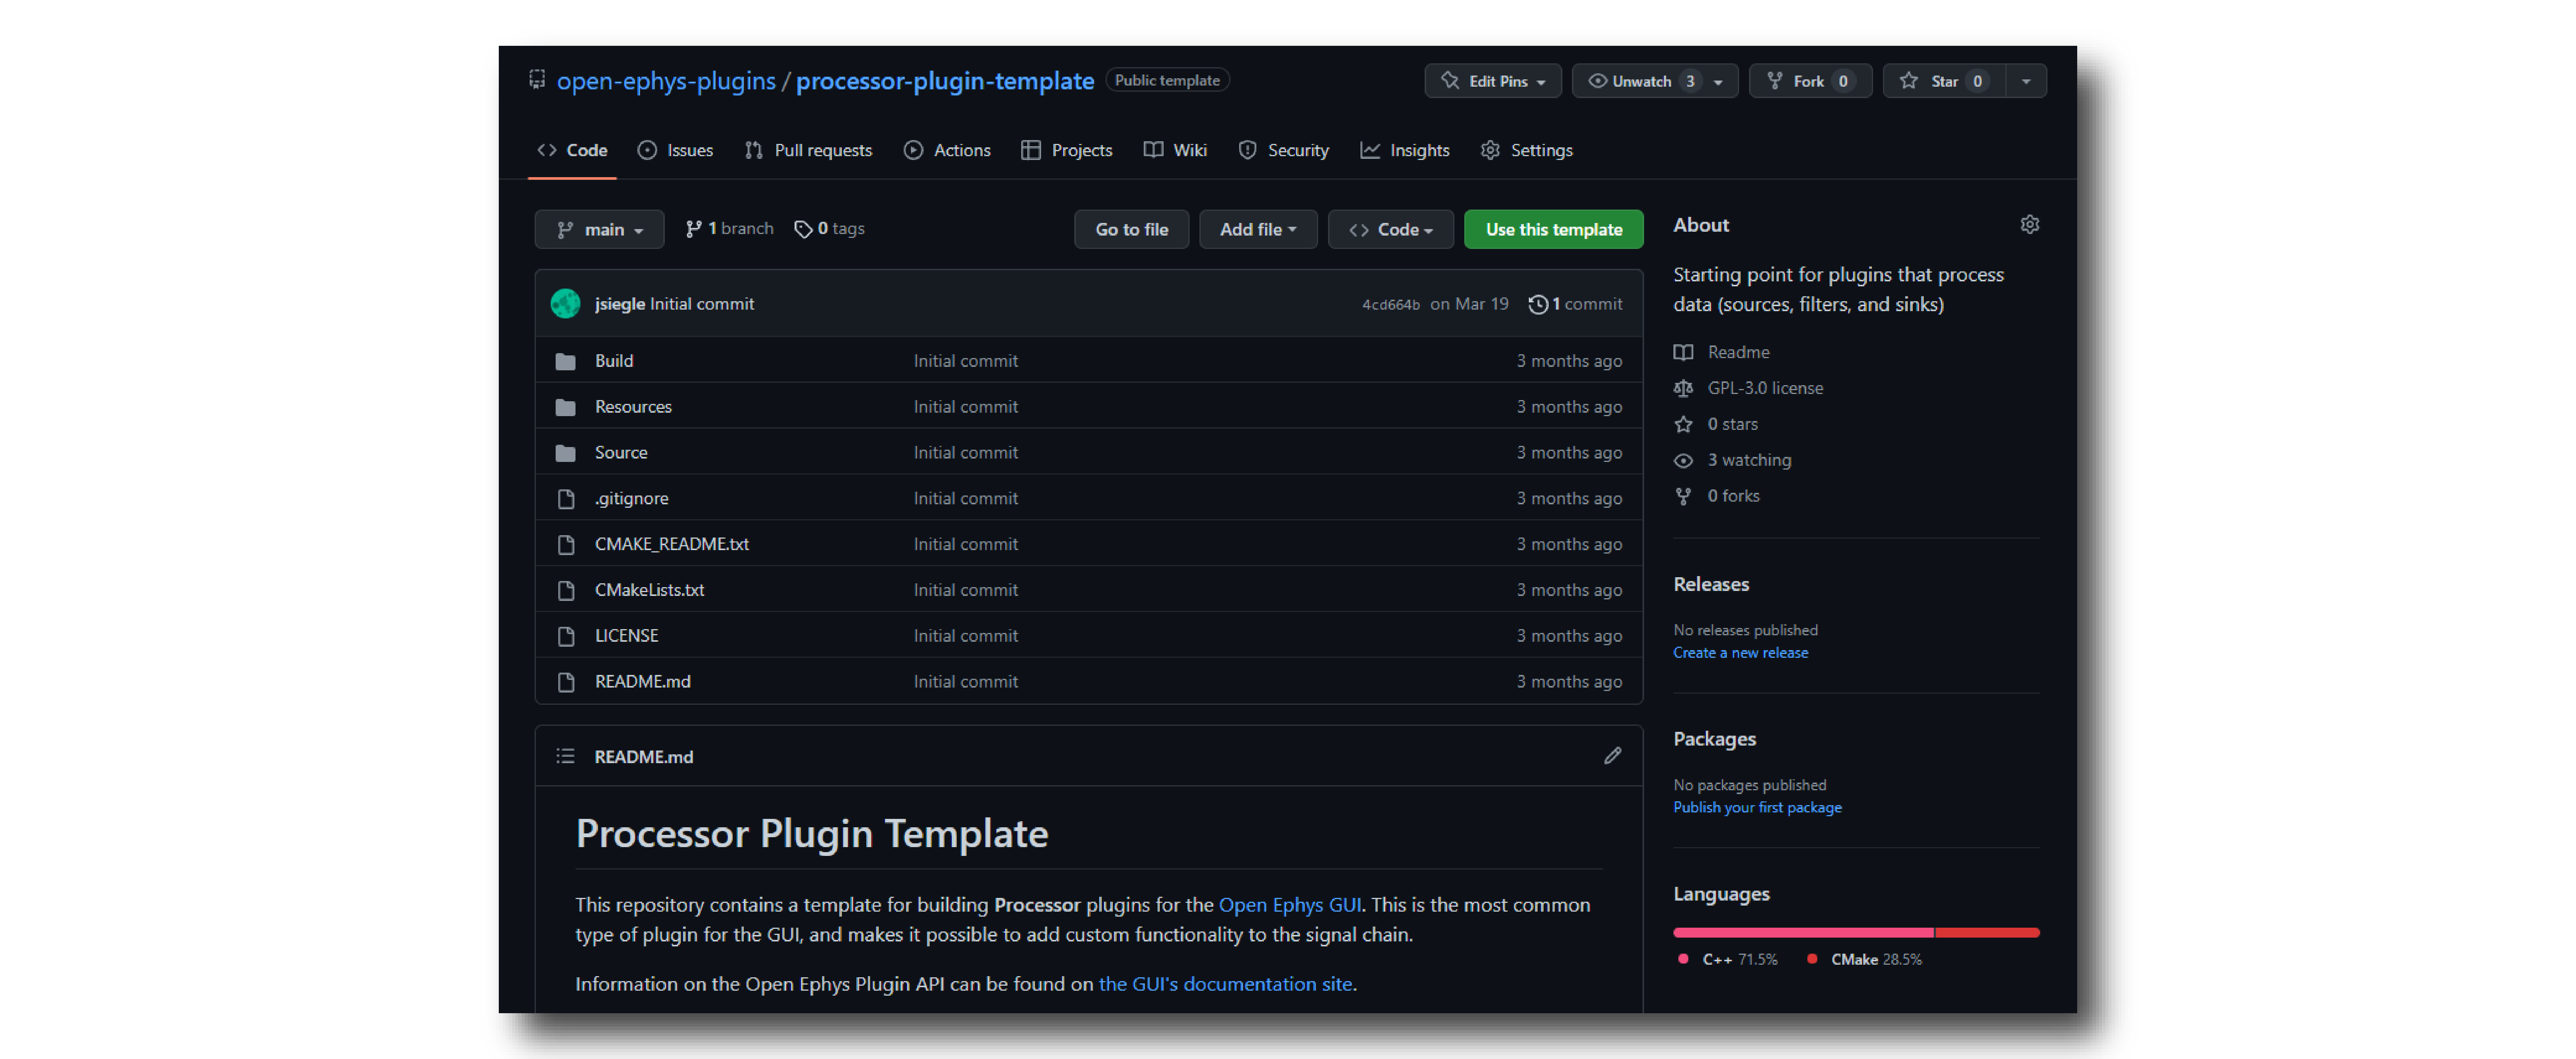 open-ephys-plugins / processor-plugin-template Public template Edit Pins Unwatch 3 Fork 0 Star 0
Code Issues Pull requests Actions Projects Wiki Security Insights Settings
main 1 branch 0 tags Go to file Add file Code Use this template
jsiegle Initial commit 4cd664b on Mar 19 1 commit
Build Initial commit 3 months ago
Resources Initial commit 3 months ago
Source Initial commit 3 months ago
.gitignore Initial commit 3 months ago
CMAKE_README.txt Initial commit 3 months ago
CMakeLists.txt Initial commit 3 months ago
LICENSE Initial commit 3 months ago
README.md Initial commit 3 months ago
README.md
Processor Plugin Template
This repository contains a template for building Processor plugins for the Open Ephys GUI. This is the most common
type of plugin for the GUI, and makes it possible to add custom functionality to the signal chain.
Information on the Open Ephys Plugin API can be found on the GUI's documentation site.
About
Starting point for plugins that process
data (sources, filters, and sinks)
Readme
GPL-3.0 license
0 stars
3 watching
0 forks
Releases
No releases published
Create a new release
Packages
No packages published
Publish your first package
Languages
C++ 71.5% CMake 28.5%